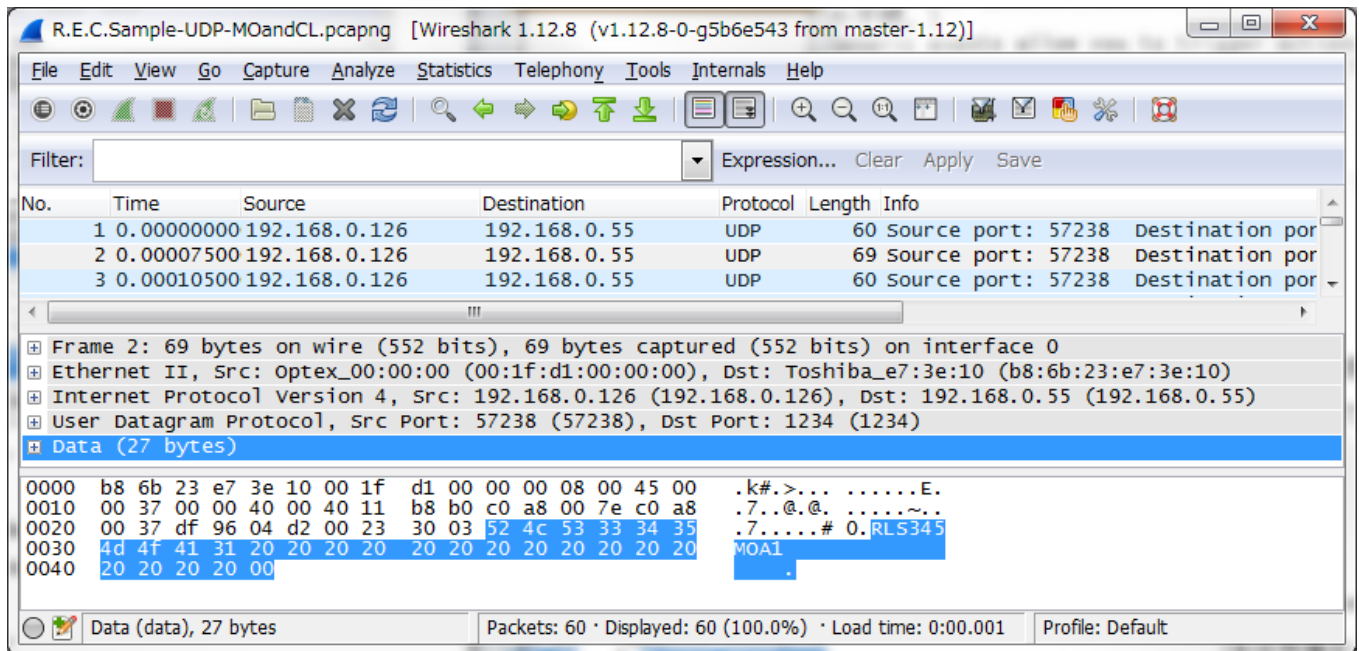 R.E.C.Sample-UDP-MOandCL.pcapng [Wireshark 1.12.8 (v1.12.8-0-g5b6e543 from master-1.12)]
File Edit View Go Capture Analyze Statistics Telephony Tools Internals Help
Filter: Expression... Clear Apply Save
No. Time Source Destination Protocol Length Info
1 0.00000000 192.168.0.126 192.168.0.55 UDP 60 Source port: 57238 Destination por
2 0.00007500 192.168.0.126 192.168.0.55 UDP 69 Source port: 57238 Destination por
3 0.00010500 192.168.0.126 192.168.0.55 UDP 60 Source port: 57238 Destination por
Frame 2: 69 bytes on wire (552 bits), 69 bytes captured (552 bits) on interface 0
Ethernet II, Src: Optex_00:00:00 (00:1f:d1:00:00:00), Dst: Toshiba_e7:3e:10 (b8:6b:23:e7:3e:10)
Internet Protocol Version 4, Src: 192.168.0.126 (192.168.0.126), Dst: 192.168.0.55 (192.168.0.55)
User Datagram Protocol, Src Port: 57238 (57238), Dst Port: 1234 (1234)
Data (27 bytes)
0000 b8 6b 23 e7 3e 10 00 1f d1 00 00 00 08 00 45 00 .k#.>... ......E.
0010 00 37 00 00 40 00 40 11 b8 b0 c0 a8 00 7e c0 a8 .7..@.@. .....~..
0020 00 37 df 96 04 d2 00 23 30 03 52 4c 53 33 34 35 .7.....# 0.RLS345
0030 4d 4f 41 31 20 20 20 20 20 20 20 20 20 20 20 20 MOA1
0040 20 20 20 20 00 .
Data (data), 27 bytes Packets: 60 · Displayed: 60 (100.0%) · Load time: 0:00.001 Profile: Default